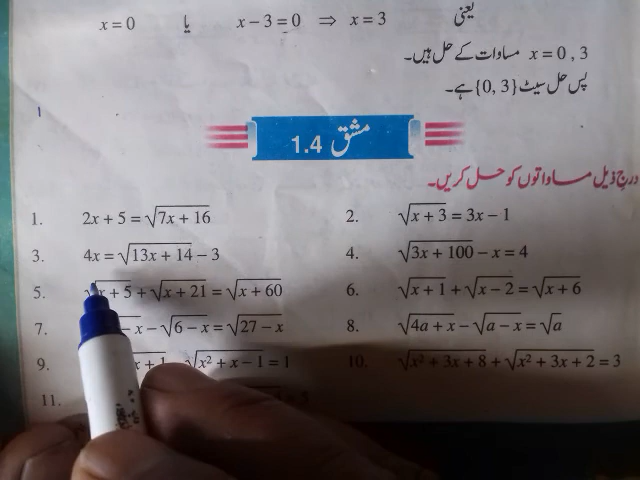 یعنی x = 0 یا x − 3 = 0 ⇒ x = 3
x = 0 , 3 مساوات کے حل ہیں۔
پس حل سیٹ {0, 3} ہے۔
مشق 1.4
درج ذیل مساواتوں کو حل کریں۔
1. 2x + 5 = √(7x + 16) 2. √(x + 3) = 3x − 1
3. 4x = √(13x + 14) − 3 4. √(3x + 100) − x = 4
5. √(x + 5) + √(x + 21) = √(x + 60) 6. √(x + 1) + √(x − 2) = √(x + 6)
7. − x − √(6 − x) = √(27 − x) 8. √(4a + x) − √(a − x) = √a
9. x + 1 √(x² + x − 1) = 1 10. √(x² + 3x + 8) + √(x² + 3x + 2) = 3
11.